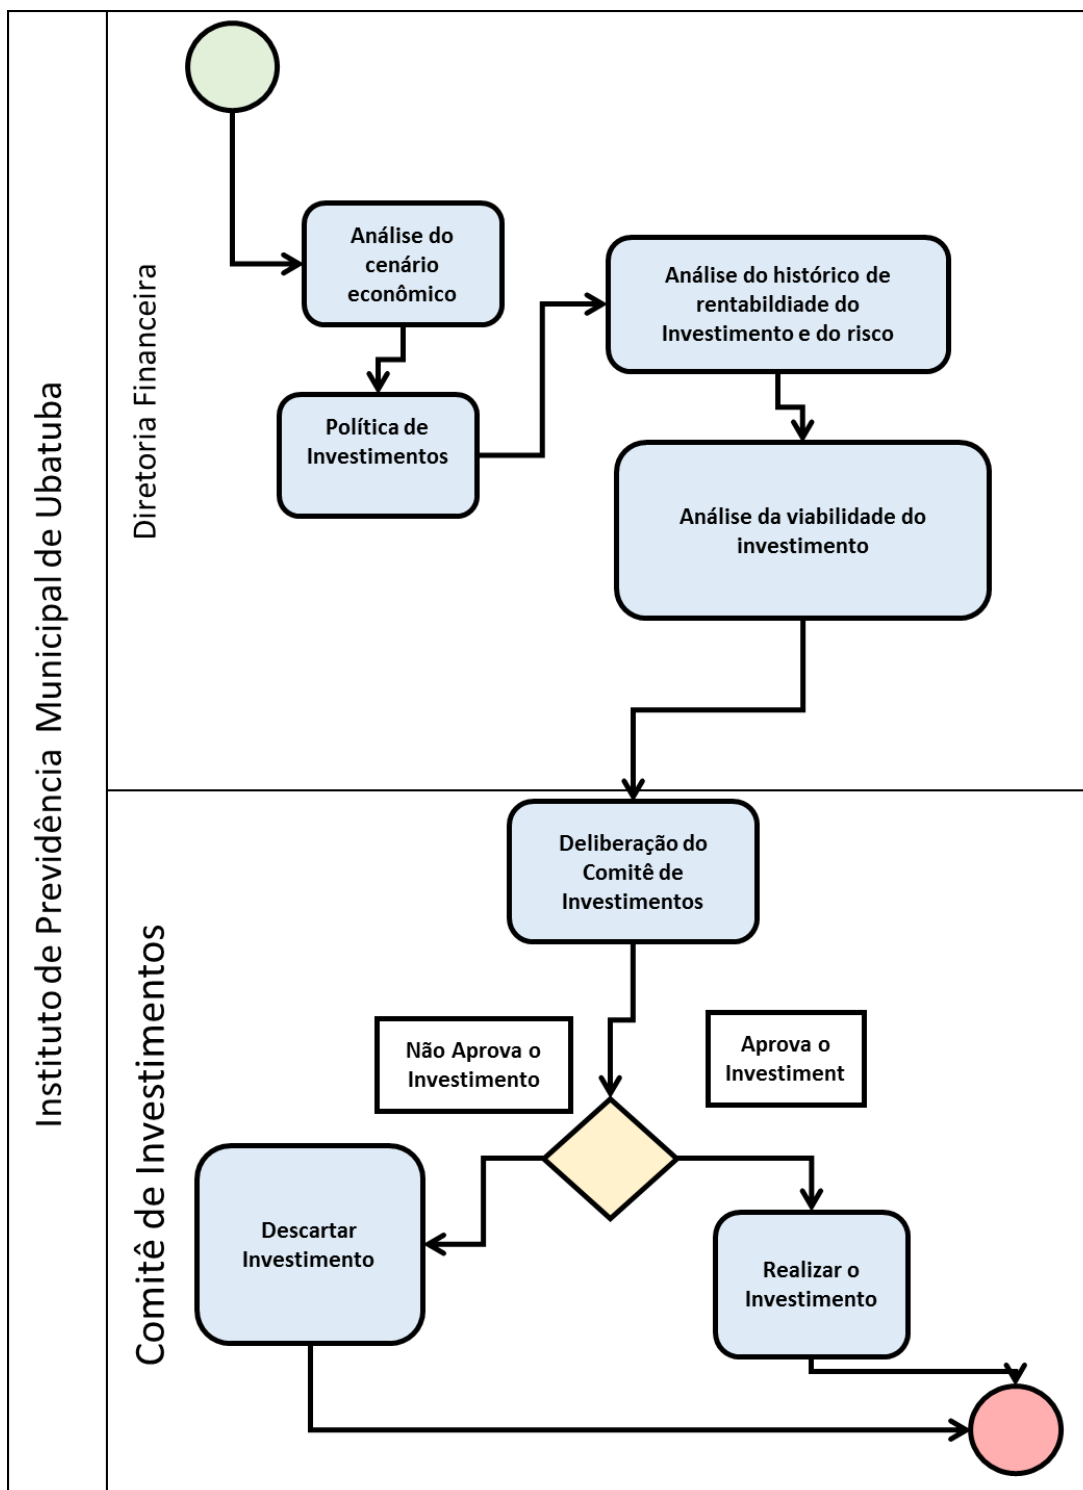 Instituto de Previdência Municipal de Ubatuba
Diretoria Financeira
Análise do
cenário
econômico
Política de
Investimentos
Análise do histórico de
rentabildiade do
Investimento e do risco
Análise da viabilidade do
investimento
Comitê de Investimentos
Deliberação do
Comitê de
Investimentos
Não Aprova o
Investimento
Aprova o
Investiment
Descartar
Investimento
Realizar o
Investimento